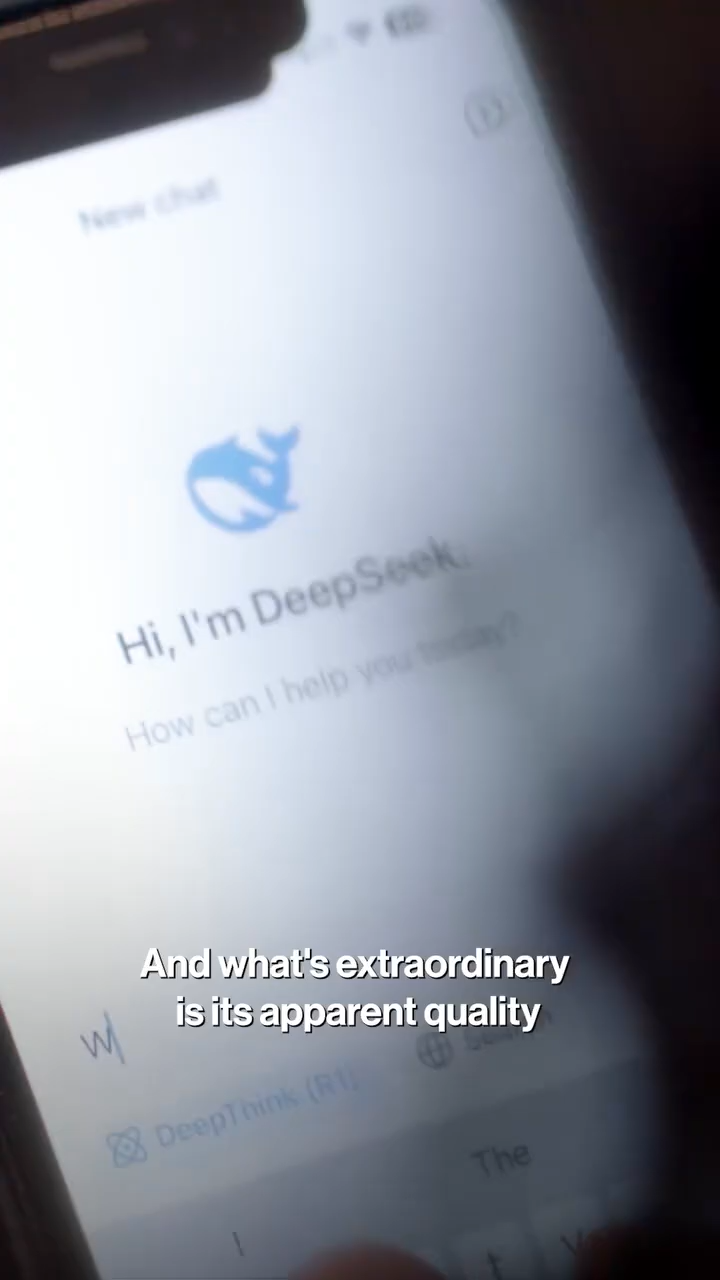 New chat
Hi, I'm DeepSeek.
How can I help you today?
And what's extraordinary
is its apparent quality
w
Search
DeepThink (R1)
I
The
t